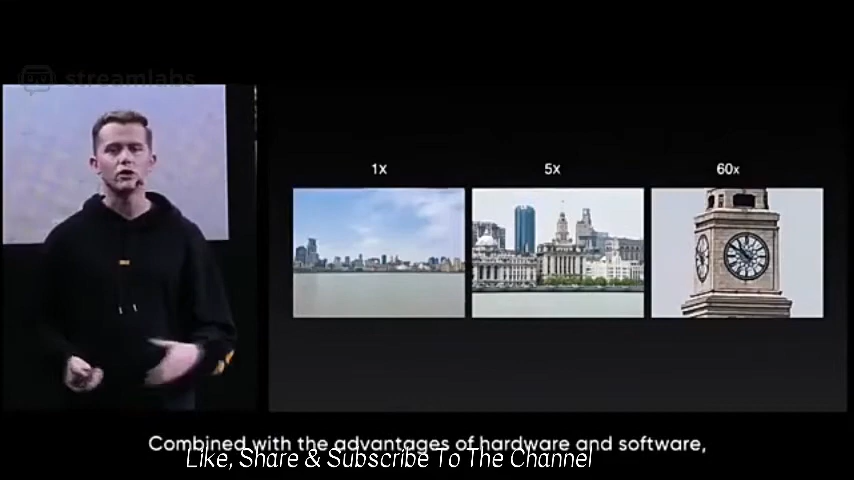 streamlabs
1x
5x
60x
Combined with the advantages of hardware and software,
Like, Share & Subscribe To The Channel